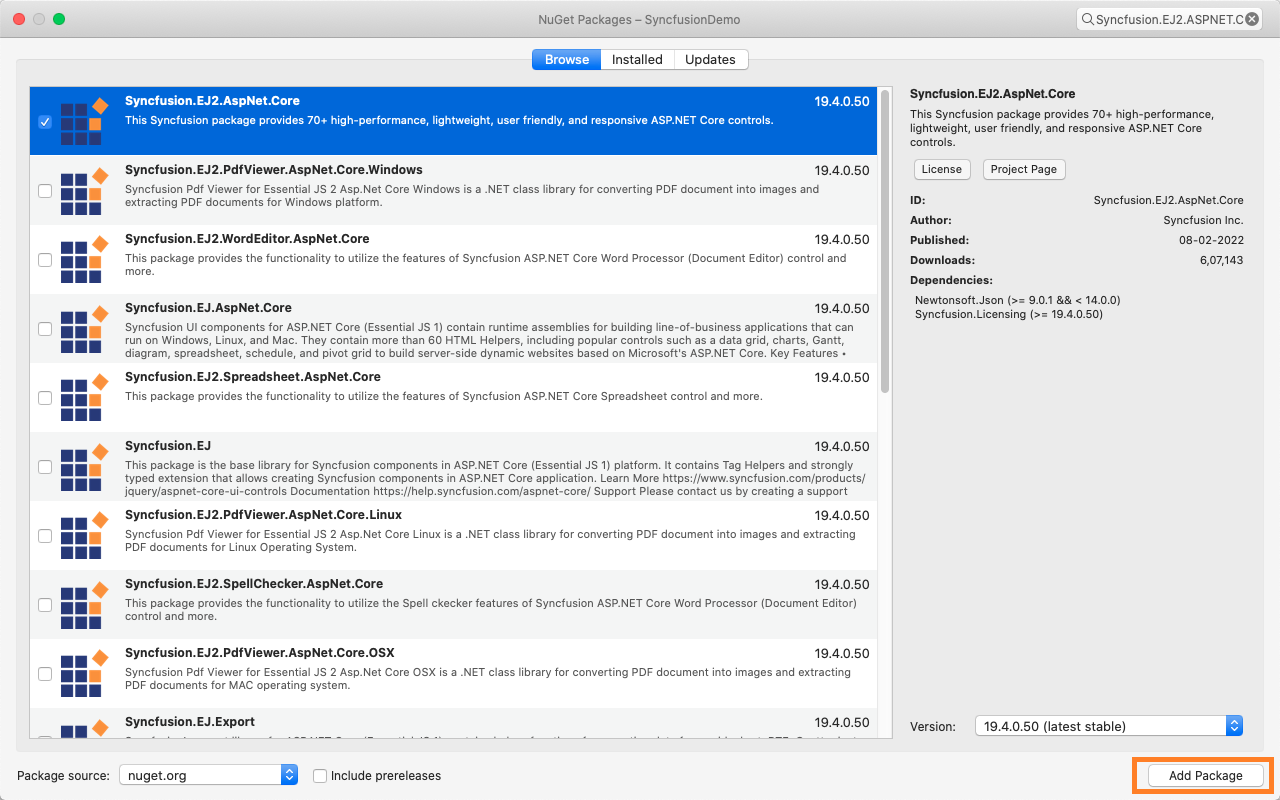 NuGet Packages – SyncfusionDemo
Syncfusion.EJ2.ASPNET.C
Browse
Installed
Updates
Syncfusion.EJ2.AspNet.Core
19.4.0.50
This Syncfusion package provides 70+ high-performance, lightweight, user friendly, and responsive ASP.NET Core controls.
Syncfusion.EJ2.PdfViewer.AspNet.Core.Windows
19.4.0.50
Syncfusion Pdf Viewer for Essential JS 2 Asp.Net Core Windows is a .NET class library for converting PDF document into images and
extracting PDF documents for Windows platform.
Syncfusion.EJ2.WordEditor.AspNet.Core
19.4.0.50
This package provides the functionality to utilize the features of Syncfusion ASP.NET Core Word Processor (Document Editor) control and
more.
Syncfusion.EJ.AspNet.Core
19.4.0.50
Syncfusion UI components for ASP.NET Core (Essential JS 1) contain runtime assemblies for building line-of-business applications that can
run on Windows, Linux, and Mac. They contain more than 60 HTML Helpers, including popular controls such as a data grid, charts, Gantt,
diagram, spreadsheet, schedule, and pivot grid to build server-side dynamic websites based on Microsoft's ASP.NET Core. Key Features •
Syncfusion.EJ2.Spreadsheet.AspNet.Core
19.4.0.50
This package provides the functionality to utilize the features of Syncfusion ASP.NET Core Spreadsheet control and more.
Syncfusion.EJ
19.4.0.50
This package is the base library for Syncfusion components in ASP.NET Core (Essential JS 1) platform. It contains Tag Helpers and strongly
typed extension that allows creating Syncfusion components in ASP.NET Core application. Learn More https://www.syncfusion.com/products/
jquery/aspnet-core-ui-controls Documentation https://help.syncfusion.com/aspnet-core/ Support Please contact us by creating a support
Syncfusion.EJ2.PdfViewer.AspNet.Core.Linux
19.4.0.50
Syncfusion Pdf Viewer for Essential JS 2 Asp.Net Core Linux is a .NET class library for converting PDF document into images and extracting
PDF documents for Linux Operating System.
Syncfusion.EJ2.SpellChecker.AspNet.Core
19.4.0.50
This package provides the functionality to utilize the Spell ckecker features of Syncfusion ASP.NET Core Word Processor (Document Editor)
control and more.
Syncfusion.EJ2.PdfViewer.AspNet.Core.OSX
19.4.0.50
Syncfusion Pdf Viewer for Essential JS 2 Asp.Net Core OSX is a .NET class library for converting PDF document into images and extracting
PDF documents for MAC operating system.
Syncfusion.EJ.Export
19.4.0.50
Syncfusion.EJ2.AspNet.Core
This Syncfusion package provides 70+ high-performance,
lightweight, user friendly, and responsive ASP.NET Core
controls.
License
Project Page
ID: Syncfusion.EJ2.AspNet.Core
Author: Syncfusion Inc.
Published: 08-02-2022
Downloads: 6,07,143
Dependencies:
Newtonsoft.Json (>= 9.0.1 && < 14.0.0)
Syncfusion.Licensing (>= 19.4.0.50)
Version: 19.4.0.50 (latest stable)
Package source: nuget.org
Include prereleases
Add Package